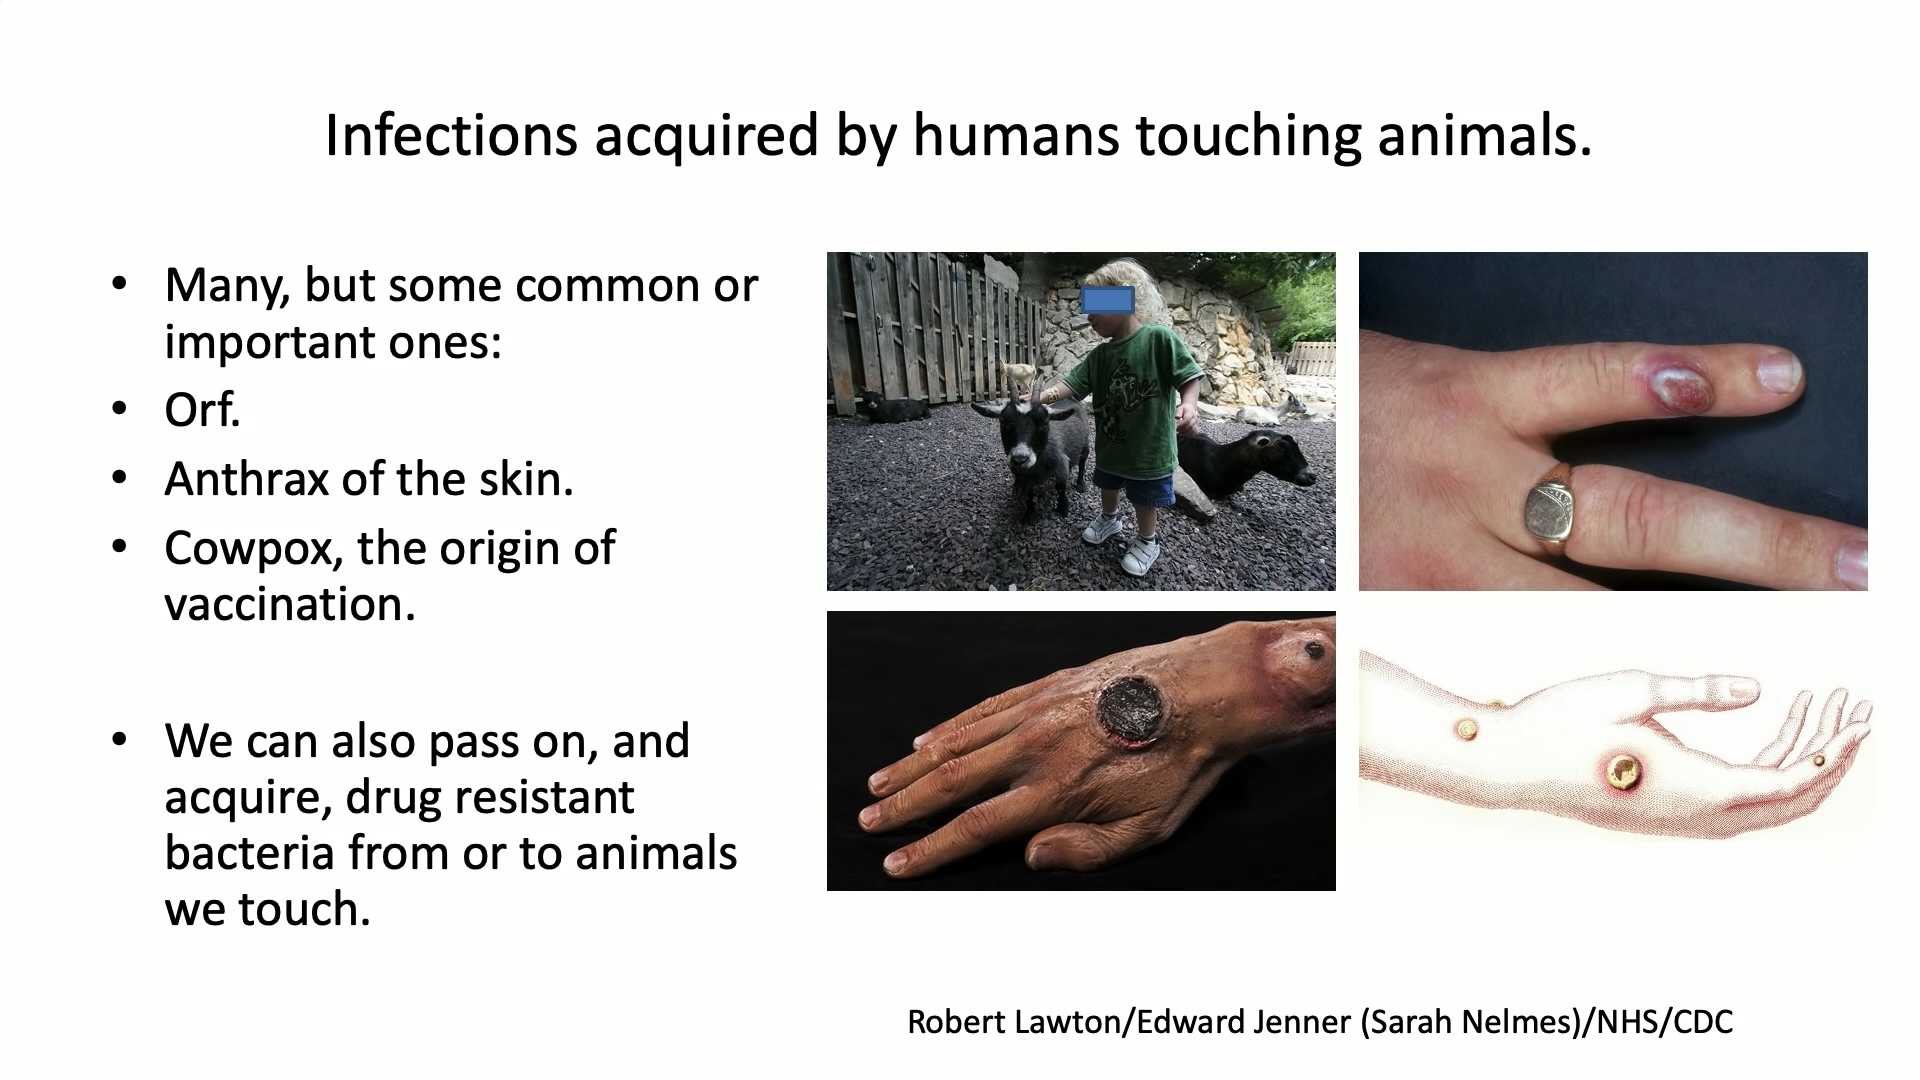 Infections acquired by humans touching animals.
• Many, but some common or
important ones:
• Orf.
• Anthrax of the skin.
• Cowpox, the origin of
vaccination.
• We can also pass on, and
acquire, drug resistant
bacteria from or to animals
we touch.
Robert Lawton/Edward Jenner (Sarah Nelmes)/NHS/CDC